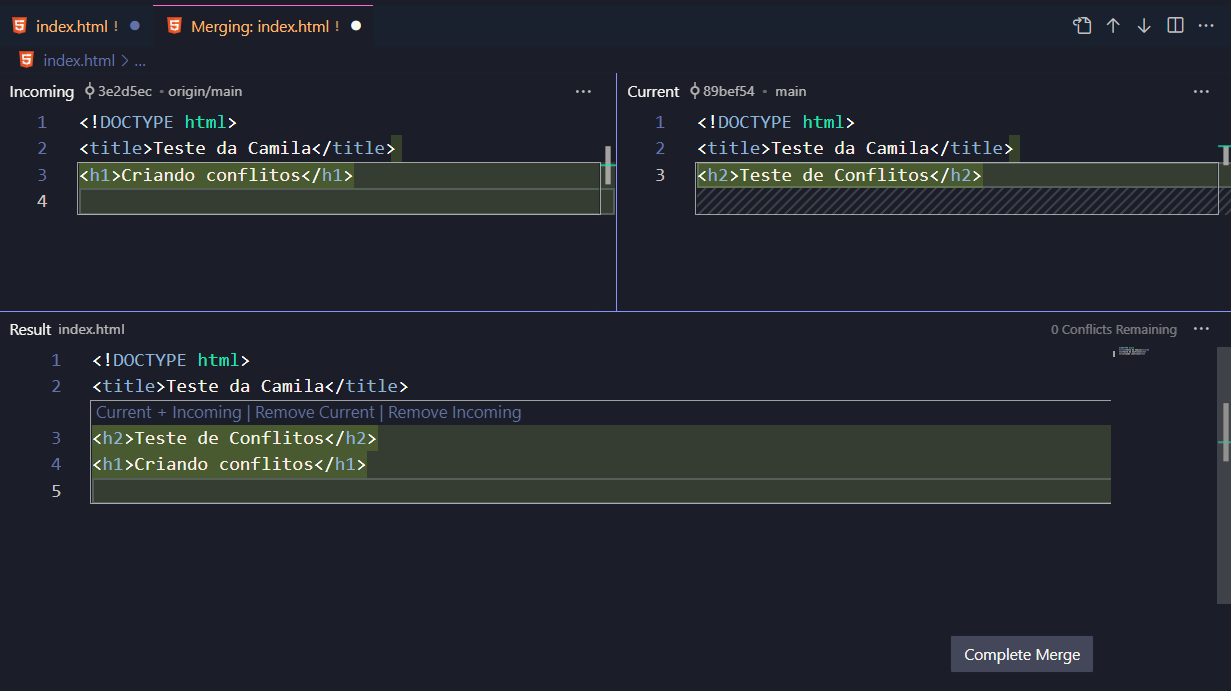 index.html ! Merging: index.html !
index.html > ...
Incoming 3e2d5ec • origin/main ···
1 <!DOCTYPE html>
2 <title>Teste da Camila</title>
3 <h1>Criando conflitos</h1>
4
Current 89bef54 • main ···
1 <!DOCTYPE html>
2 <title>Teste da Camila</title>
3 <h2>Teste de Conflitos</h2>
Result index.html 0 Conflicts Remaining ···
1 <!DOCTYPE html>
2 <title>Teste da Camila</title>
Current + Incoming | Remove Current | Remove Incoming
3 <h2>Teste de Conflitos</h2>
4 <h1>Criando conflitos</h1>
5
Complete Merge